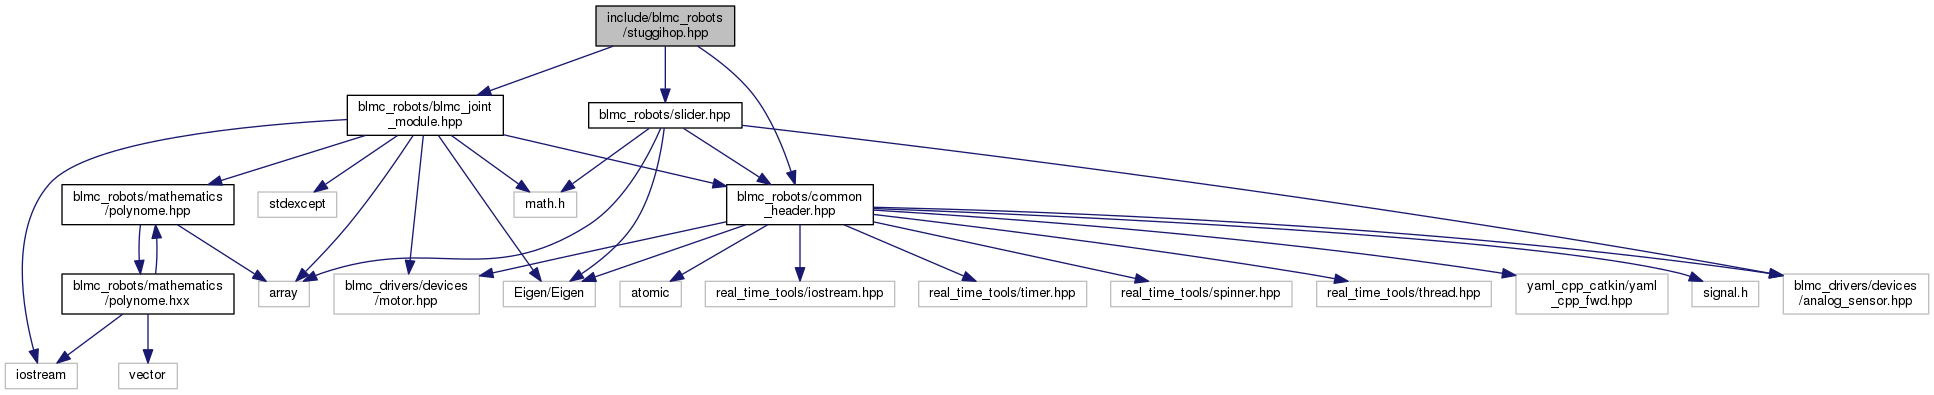 include/blmc_robots
/stuggihop.hpp
blmc_robots/blmc_joint
_module.hpp
blmc_robots/slider.hpp
blmc_robots/mathematics
/polynome.hpp
stdexcept
math.h
blmc_robots/common
_header.hpp
blmc_robots/mathematics
/polynome.hxx
array
blmc_drivers/devices
/motor.hpp
Eigen/Eigen
atomic
real_time_tools/iostream.hpp
real_time_tools/timer.hpp
real_time_tools/spinner.hpp
real_time_tools/thread.hpp
yaml_cpp_catkin/yaml
_cpp_fwd.hpp
signal.h
blmc_drivers/devices
/analog_sensor.hpp
iostream
vector